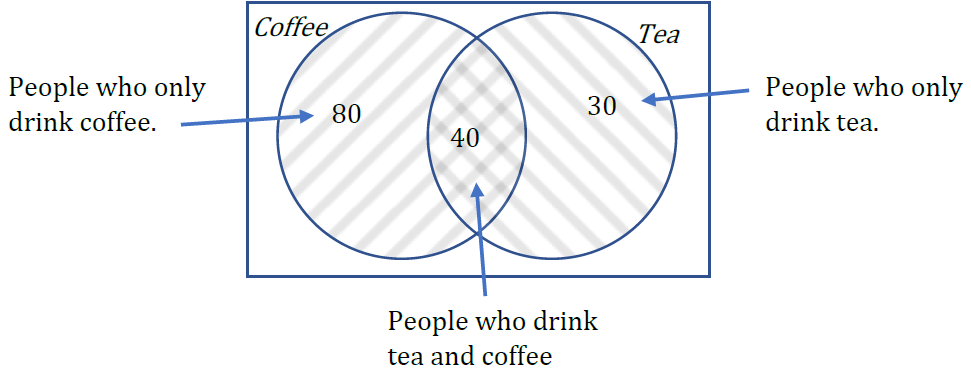 Coffee
Tea
People who only
drink coffee.
80
40
30
People who only
drink tea.
People who drink
tea and coffee